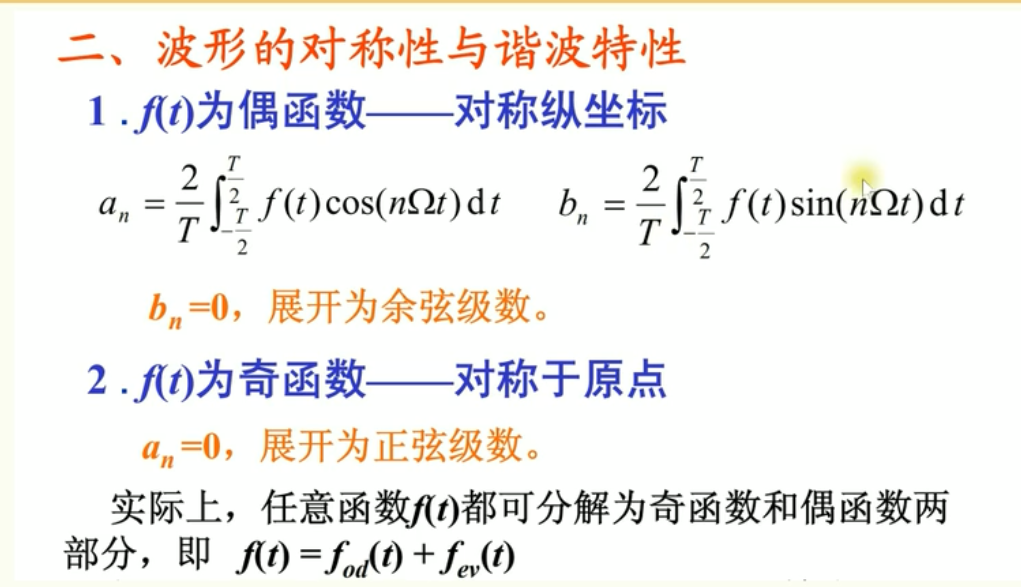 二、波形的对称性与谐波特性
1 . f(t)为偶函数——对称纵坐标
a_n = \frac{2}{T} \int_{-\frac{T}{2}}^{\frac{T}{2}} f(t)cos(nΩt)dt b_n = \frac{2}{T} \int_{-\frac{T}{2}}^{\frac{T}{2}} f(t)sin(nΩt)dt
b_n =0，展开为余弦级数。
2 . f(t)为奇函数——对称于原点
a_n =0，展开为正弦级数。
实际上，任意函数f(t)都可分解为奇函数和偶函数两
部分，即 f(t) = f_{od}(t) + f_{ev}(t)